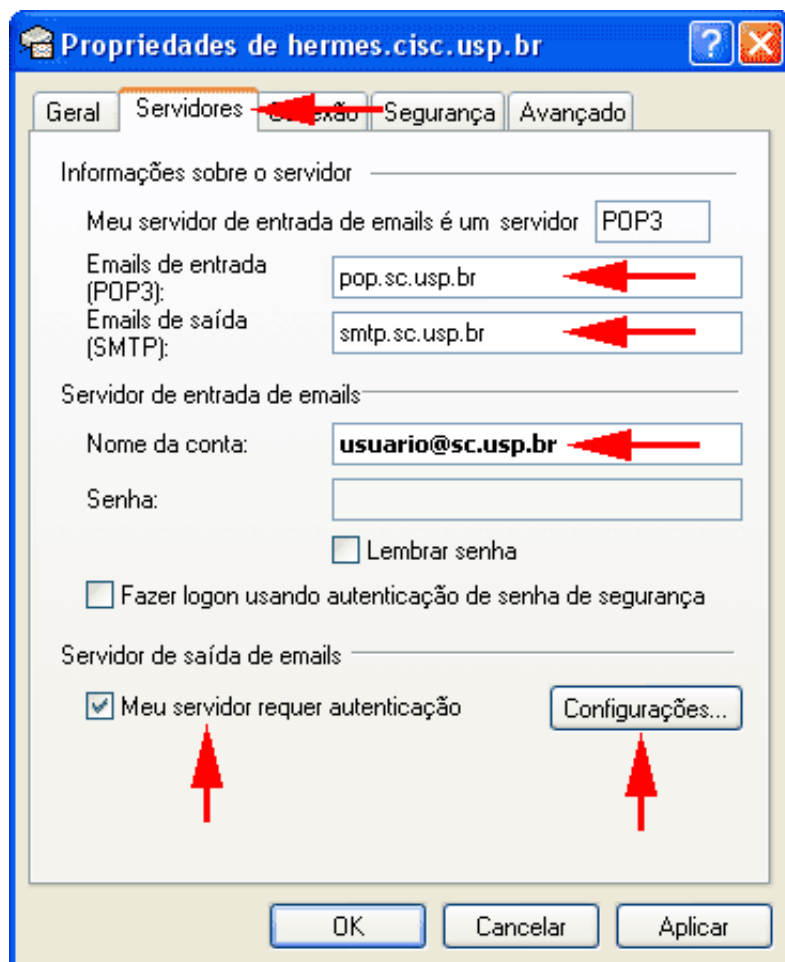 Propriedades de hermes.cisc.usp.br
Geral Servidores Conexão Segurança Avançado
Informações sobre o servidor
Meu servidor de entrada de emails é um servidor POP3
Emails de entrada
(POP3): pop.sc.usp.br
Emails de saída
(SMTP): smtp.sc.usp.br
Servidor de entrada de emails
Nome da conta: usuario@sc.usp.br
Senha:
Lembrar senha
Fazer logon usando autenticação de senha de segurança
Servidor de saída de emails
Meu servidor requer autenticação Configurações...
OK Cancelar Aplicar